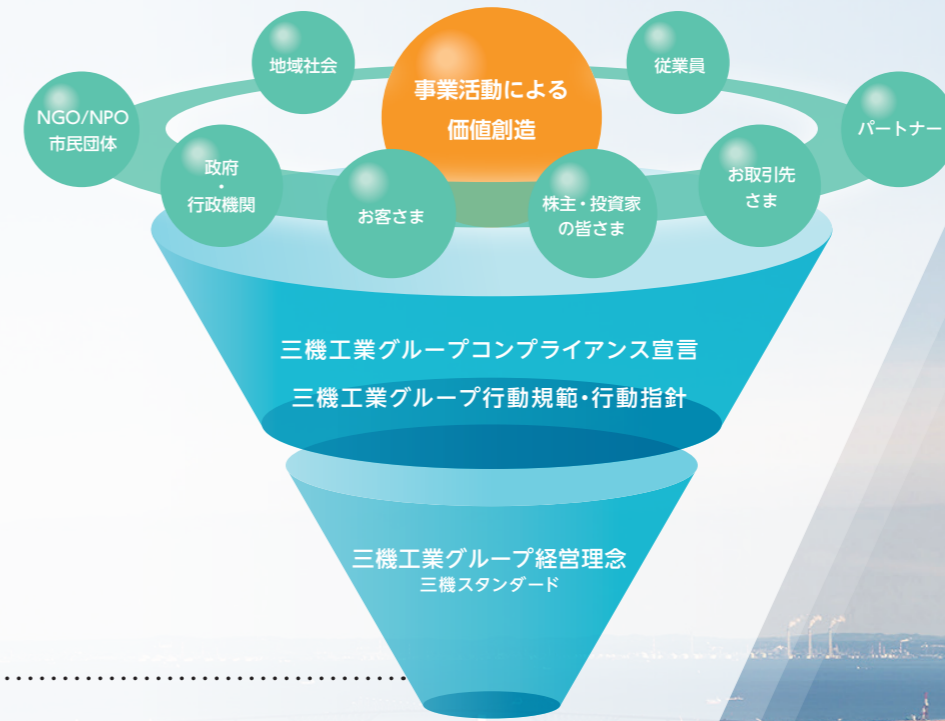 地域社会
従業員
事業活動による
価値創造
NGO/NPO
市民団体
パートナー
政府
・
行政機関
お客さま
株主・投資家
の皆さま
お取引先
さま
三機工業グループコンプライアンス宣言
三機工業グループ行動規範・行動指針
三機工業グループ経営理念
三機スタンダード